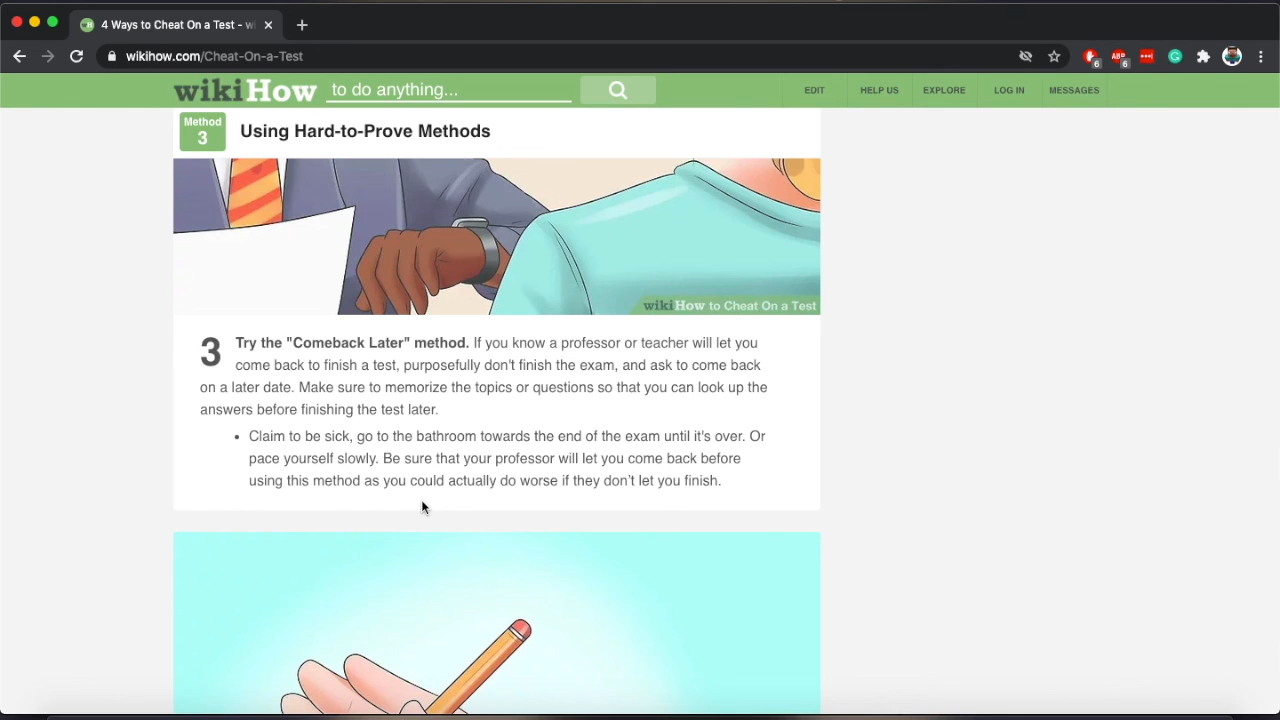 4 Ways to Cheat On a Test - wi
wikihow.com/Cheat-On-a-Test
6
6
wikiHow to do anything...
EDIT
HELP US
EXPLORE
LOG IN
MESSAGES
Method
3
Using Hard-to-Prove Methods
wikiHow to Cheat On a Test
3 Try the "Comeback Later" method. If you know a professor or teacher will let you
come back to finish a test, purposefully don't finish the exam, and ask to come back
on a later date. Make sure to memorize the topics or questions so that you can look up the
answers before finishing the test later.
• Claim to be sick, go to the bathroom towards the end of the exam until it's over. Or
pace yourself slowly. Be sure that your professor will let you come back before
using this method as you could actually do worse if they don't let you finish.